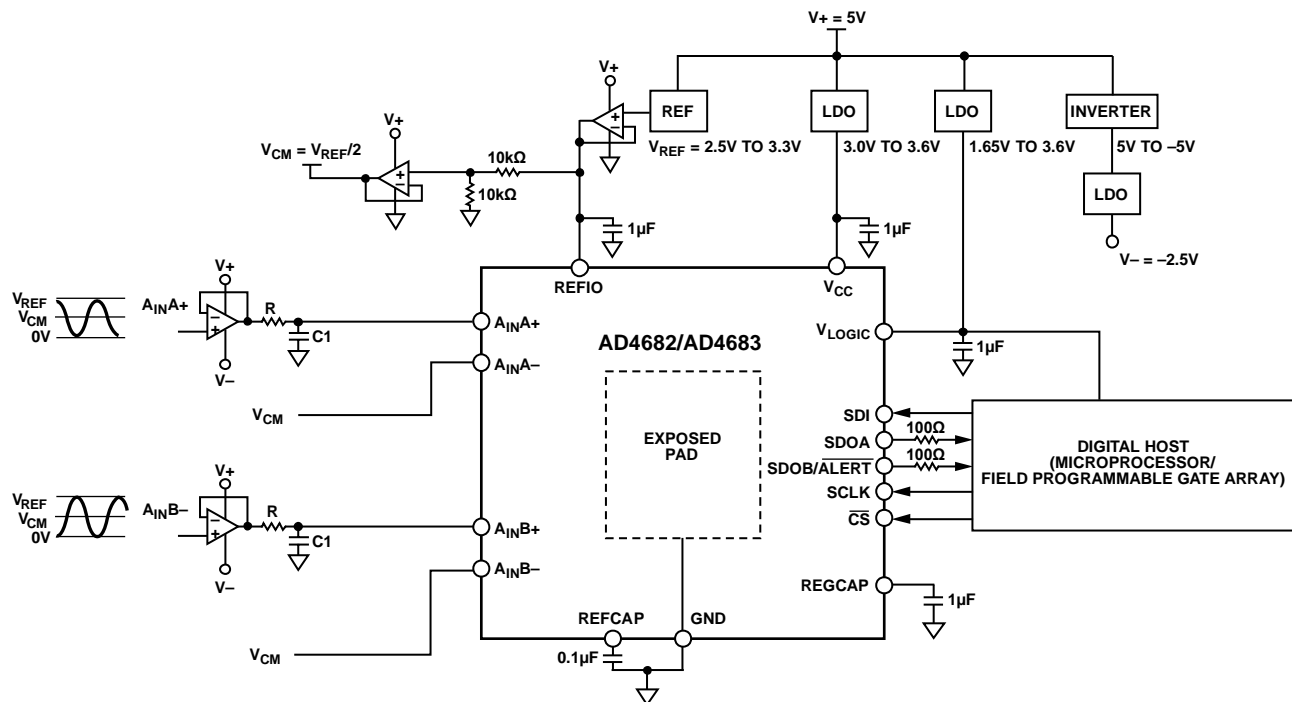 V+ = 5V
V+
REF
LDO
LDO
INVERTER
V+
VREF = 2.5V TO 3.3V
3.0V TO 3.6V
1.65V TO 3.6V
5V TO –5V
VCM = VREF/2
10kΩ
10kΩ
LDO
1µF
1µF
V– = –2.5V
V+
REFIO
VCC
VREF
VCM
0V
AINA+
R
C1
AINA+
AD4682/AD4683
VLOGIC
1µF
V–
AINA–
VCM
EXPOSED
PAD
SDI
SDOA
100Ω
SDOB/ALERT
100Ω
SCLK
CS
DIGITAL HOST
(MICROPROCESSOR/
FIELD PROGRAMMABLE GATE ARRAY)
V+
VREF
VCM
0V
AINB–
R
C1
AINB+
V–
AINB–
REGCAP
1µF
VCM
REFCAP
GND
0.1µF